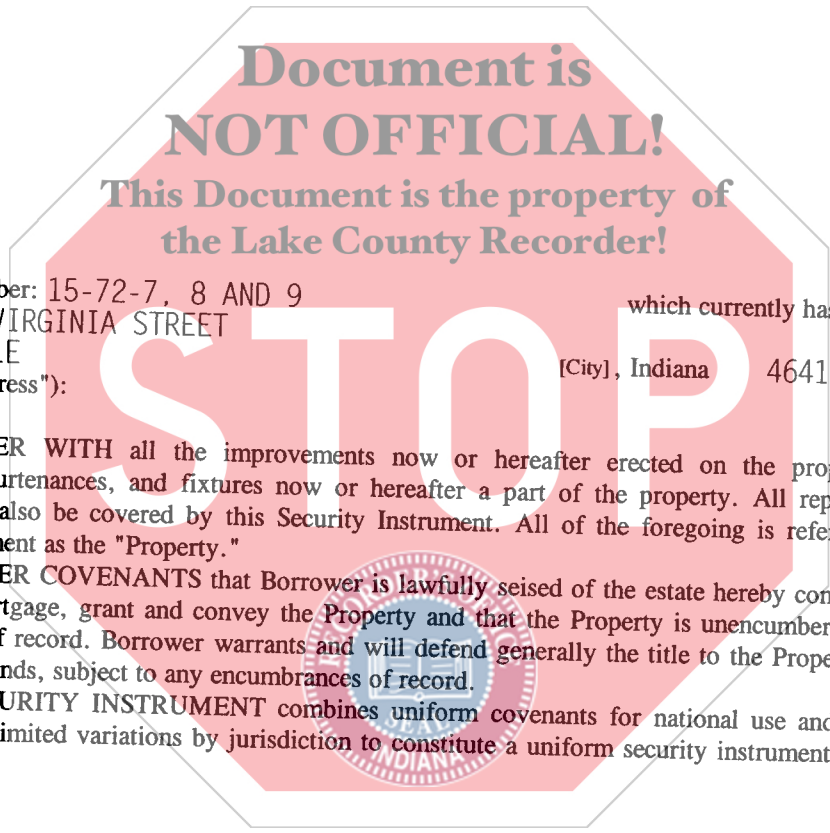 Document is
NOT OFFICIAL!
This Document is the property of
the Lake County Recorder!
ber: 15-72-7, 8 AND 9 which currently ha
VIRGINIA STREET
LE [City], Indiana 4641
ress"):
STOP
ER WITH all the improvements now or hereafter erected on the prop
urtenances, and fixtures now or hereafter a part of the property. All rep
also be covered by this Security Instrument. All of the foregoing is refe
ent as the "Property."
ER COVENANTS that Borrower is lawfully seised of the estate hereby con
rtgage, grant and convey the Property and that the Property is unencumber
f record. Borrower warrants and will defend generally the title to the Prope
nds, subject to any encumbrances of record.
URITY INSTRUMENT combines uniform covenants for national use and
imited variations by jurisdiction to constitute a uniform security instrument
SEAL
INDIANA